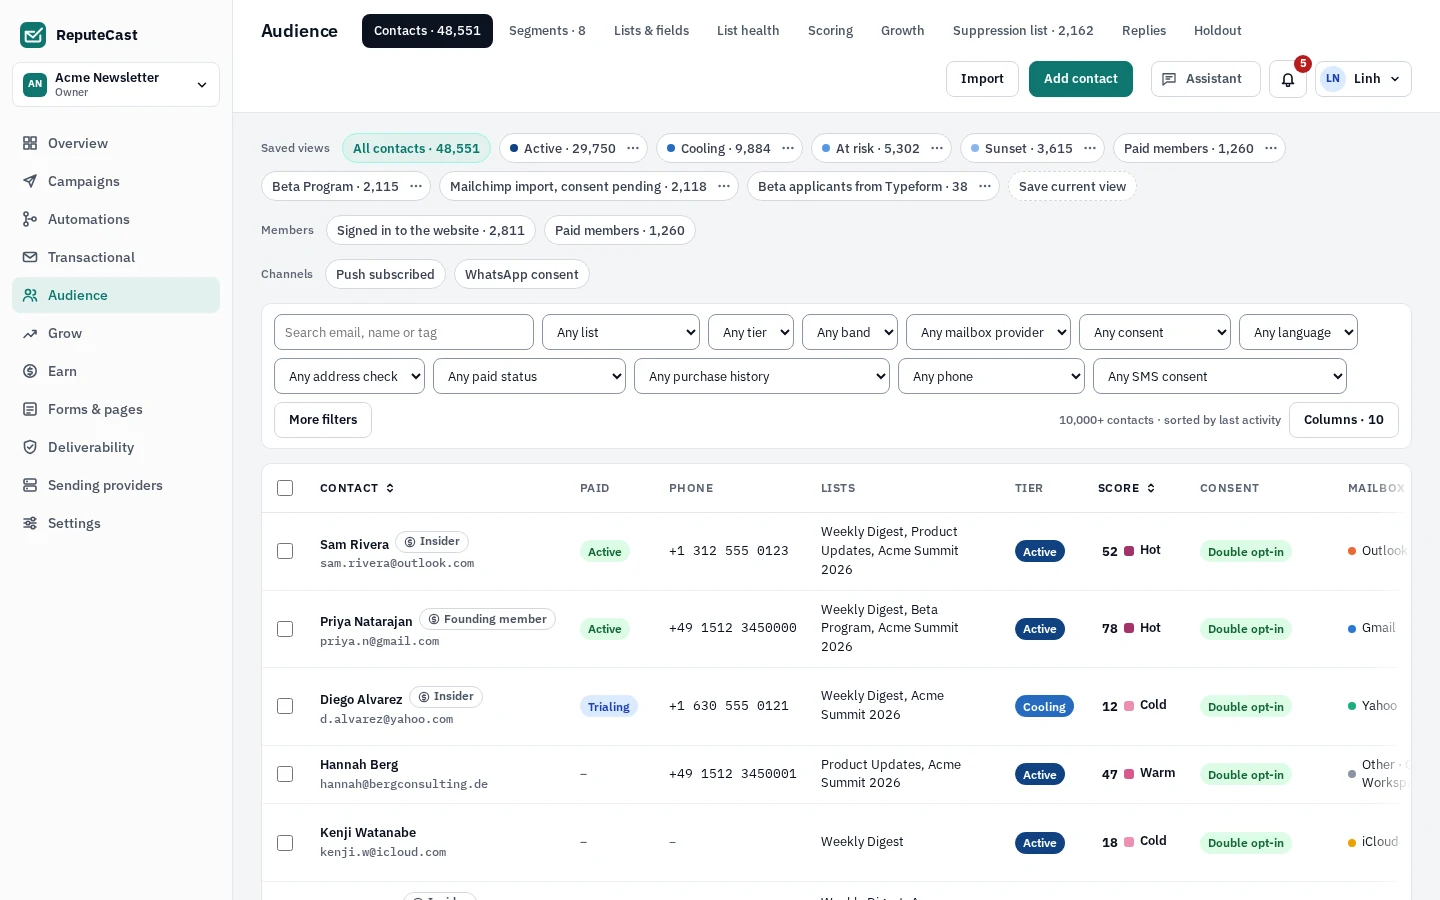 ReputeCast
AN
Acme Newsletter
Owner
Overview
Campaigns
Automations
Transactional
Audience
Grow
Earn
Forms & pages
Deliverability
Sending providers
Settings
Audience
Contacts · 48,551
Segments · 8
Lists & fields
List health
Scoring
Growth
Suppression list · 2,162
Replies
Holdout
Import
Add contact
Assistant
5
LN
Linh
Saved views
All contacts · 48,551
Active · 29,750 ···
Cooling · 9,884 ···
At risk · 5,302 ···
Sunset · 3,615 ···
Paid members · 1,260 ···
Beta Program · 2,115 ···
Mailchimp import, consent pending · 2,118 ···
Beta applicants from Typeform · 38 ···
Save current view
Members
Signed in to the website · 2,811
Paid members · 1,260
Channels
Push subscribed
WhatsApp consent
Search email, name or tag
Any list
Any tier
Any band
Any mailbox provider
Any consent
Any language
Any address check
Any paid status
Any purchase history
Any phone
Any SMS consent
More filters
10,000+ contacts · sorted by last activity
Columns · 10
CONTACT
PAID
PHONE
LISTS
TIER
SCORE
CONSENT
MAILBOX
Sam Rivera
Insider
sam.rivera@outlook.com
Active
+1 312 555 0123
Weekly Digest, Product
Updates, Acme Summit
2026
Active
52 Hot
Double opt-in
Outlook
Priya Natarajan
Founding member
priya.n@gmail.com
Active
+49 1512 3450000
Weekly Digest, Beta
Program, Acme Summit
2026
Active
78 Hot
Double opt-in
Gmail
Diego Alvarez
Insider
d.alvarez@yahoo.com
Trialing
+1 630 555 0121
Weekly Digest, Acme
Summit 2026
Cooling
12 Cold
Double opt-in
Yahoo
Hannah Berg
hannah@bergconsulting.de
–
+49 1512 3450001
Product Updates, Acme
Summit 2026
Active
47 Warm
Double opt-in
Other ·
Kenji Watanabe
kenji.w@icloud.com
–
–
Weekly Digest
Active
18 Cold
Double opt-in
iCloud